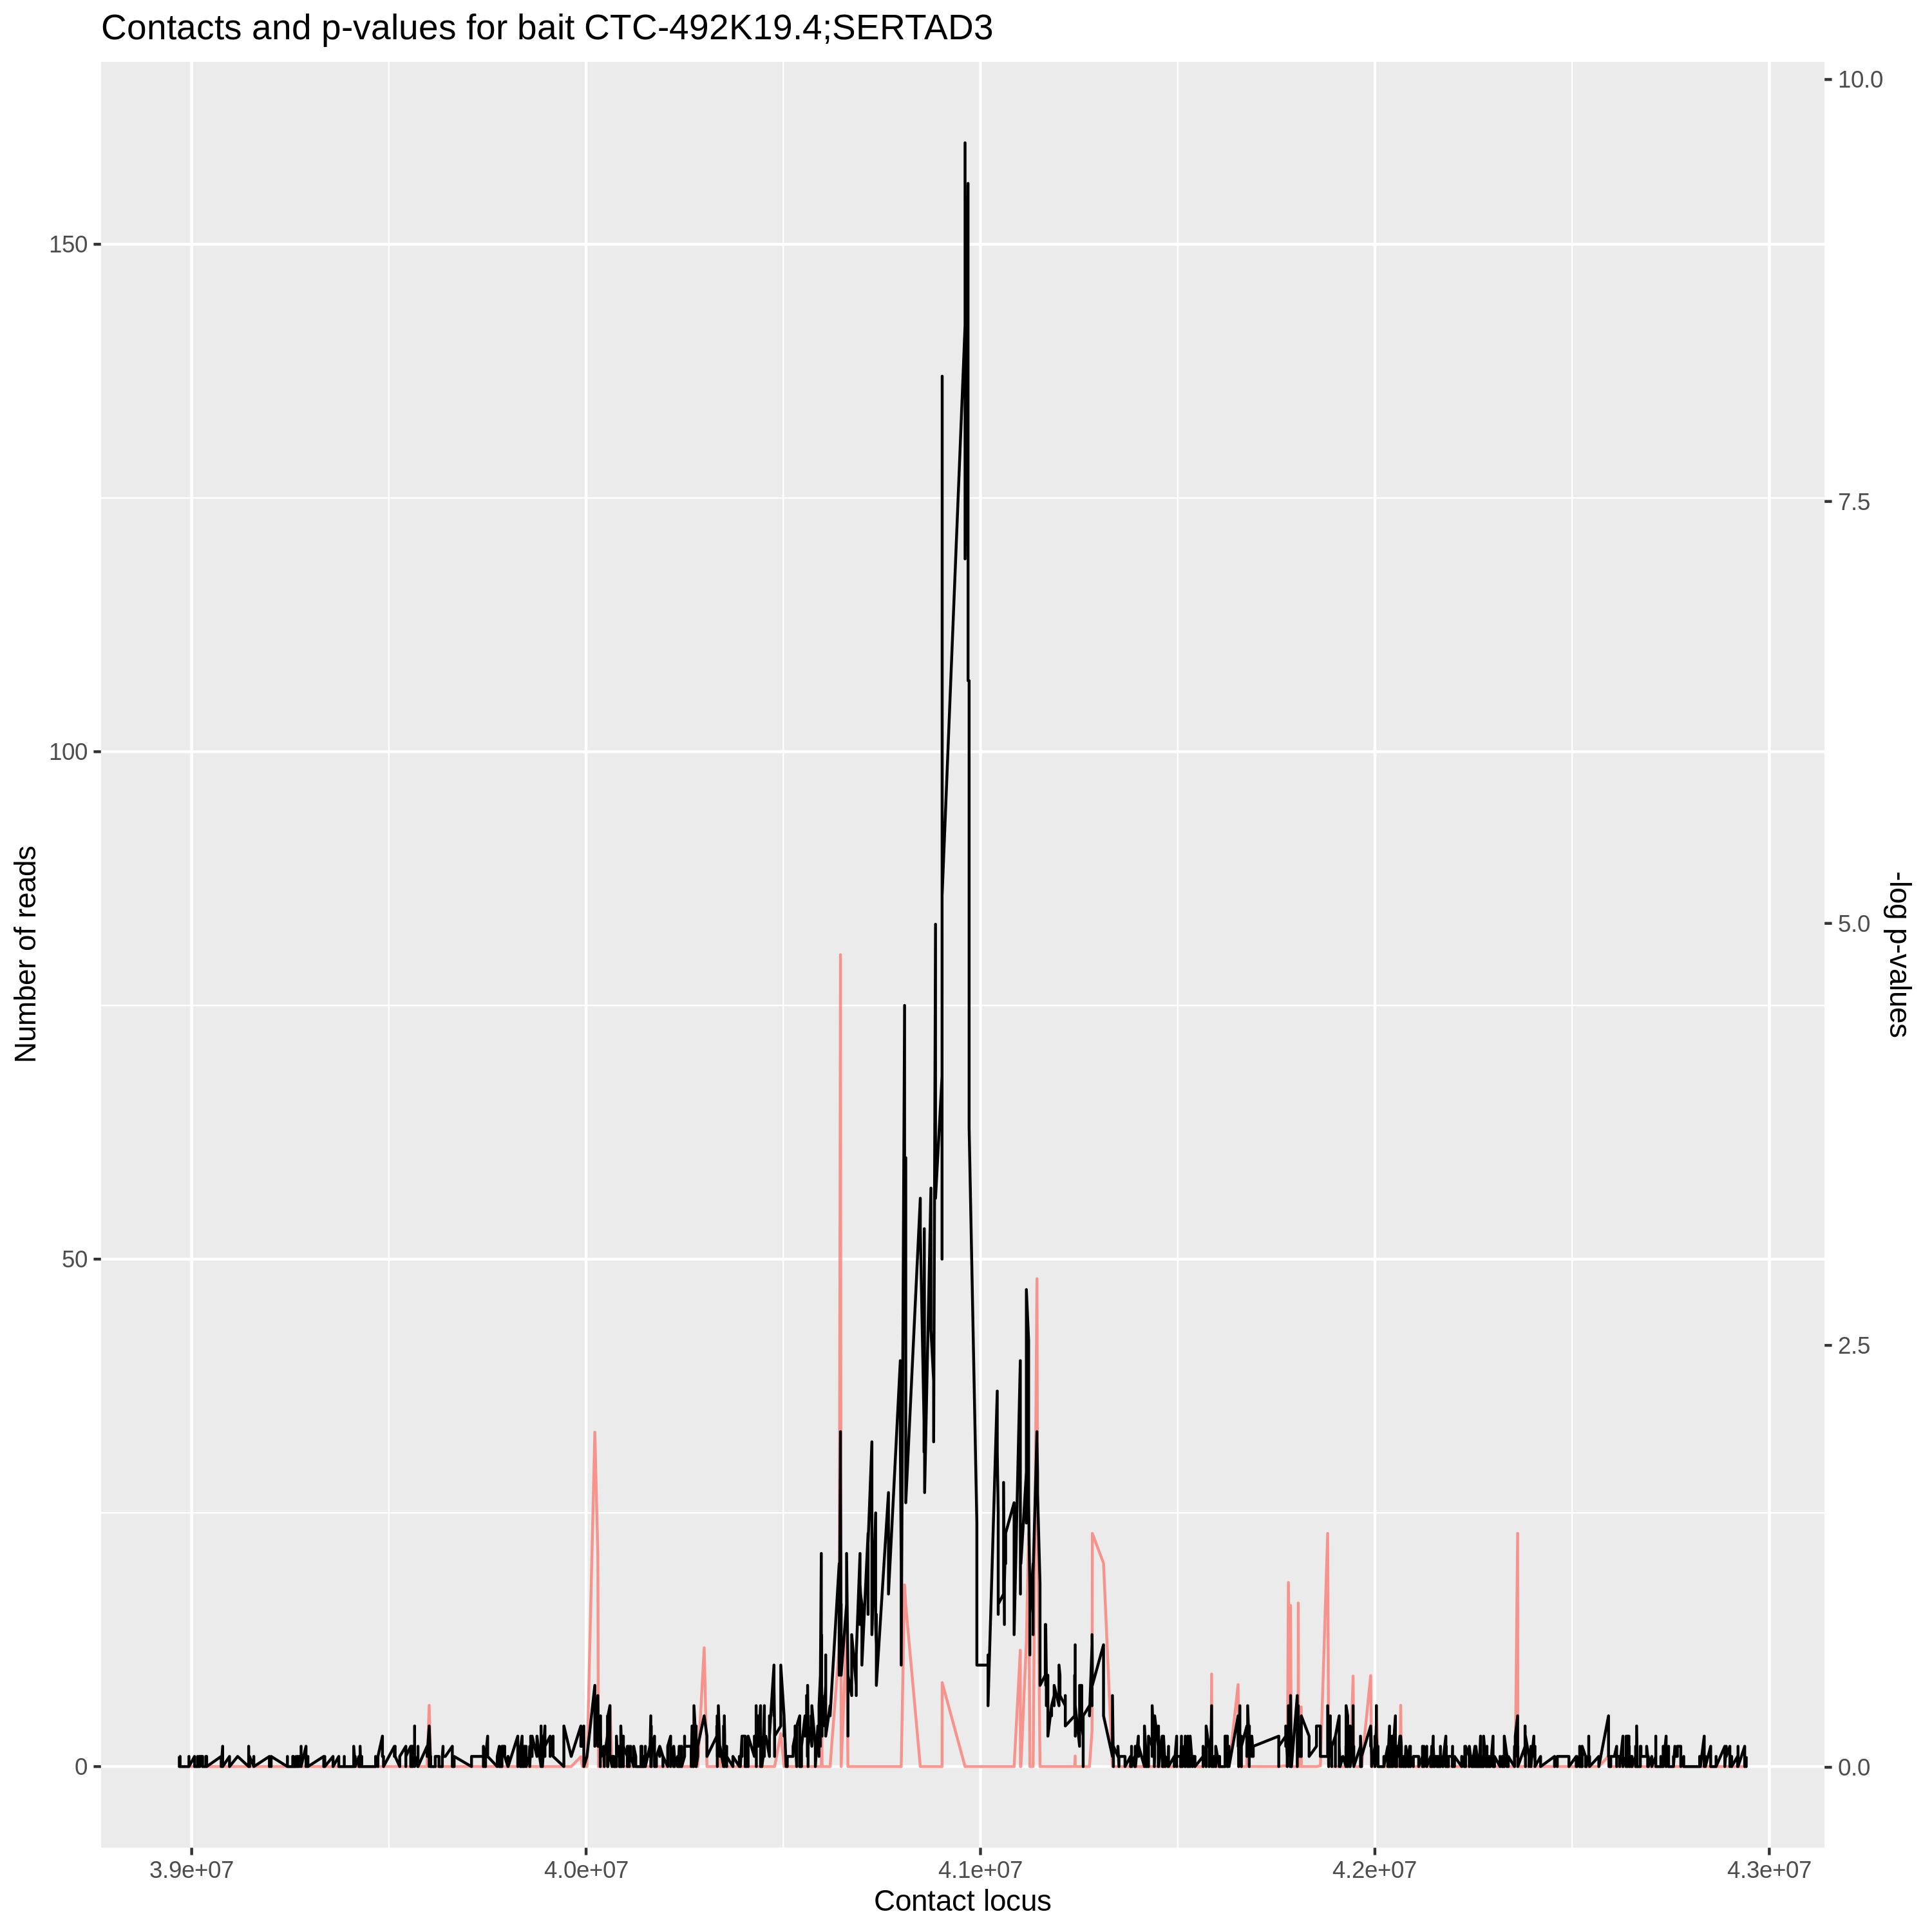 Contacts and p-values for bait CTC-492K19.4;SERTAD3
Number of reads
150
100
50
0
10.0
7.5
5.0
2.5
0.0
-log p-values
3.9e+07 4.0e+07 4.1e+07 4.2e+07 4.3e+07
Contact locus